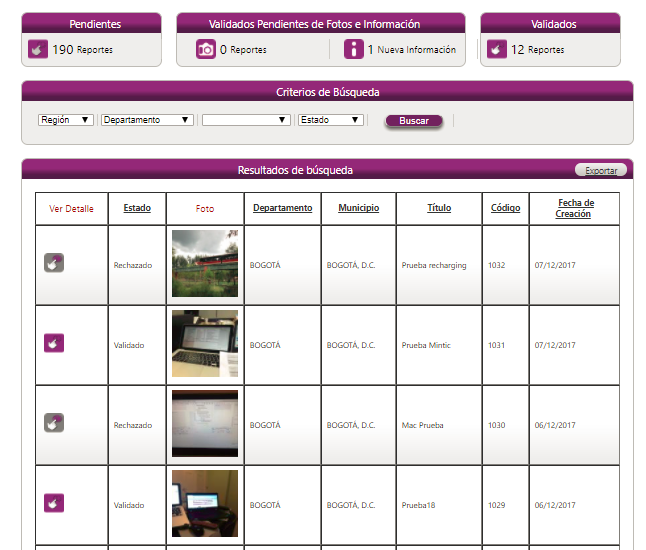 Pendientes
190 Reportes
Validados Pendientes de Fotos e Información
0 Reportes
1 Nueva Información
Validados
12 Reportes
Criterios de Búsqueda
Región
Departamento
Estado
Buscar
Resultados de búsqueda
Exportar
Ver Detalle Estado Foto Departamento Municipio Título Código Fecha de
Creación
Rechazado BOGOTÁ BOGOTÁ, D.C. Prueba recharging 1032 07/12/2017
Validado BOGOTÁ BOGOTÁ, D.C. Prueba Mintic 1031 07/12/2017
Rechazado BOGOTÁ BOGOTÁ, D.C. Mac Prueba 1030 06/12/2017
Validado BOGOTÁ BOGOTÁ, D.C. Prueba18 1029 06/12/2017